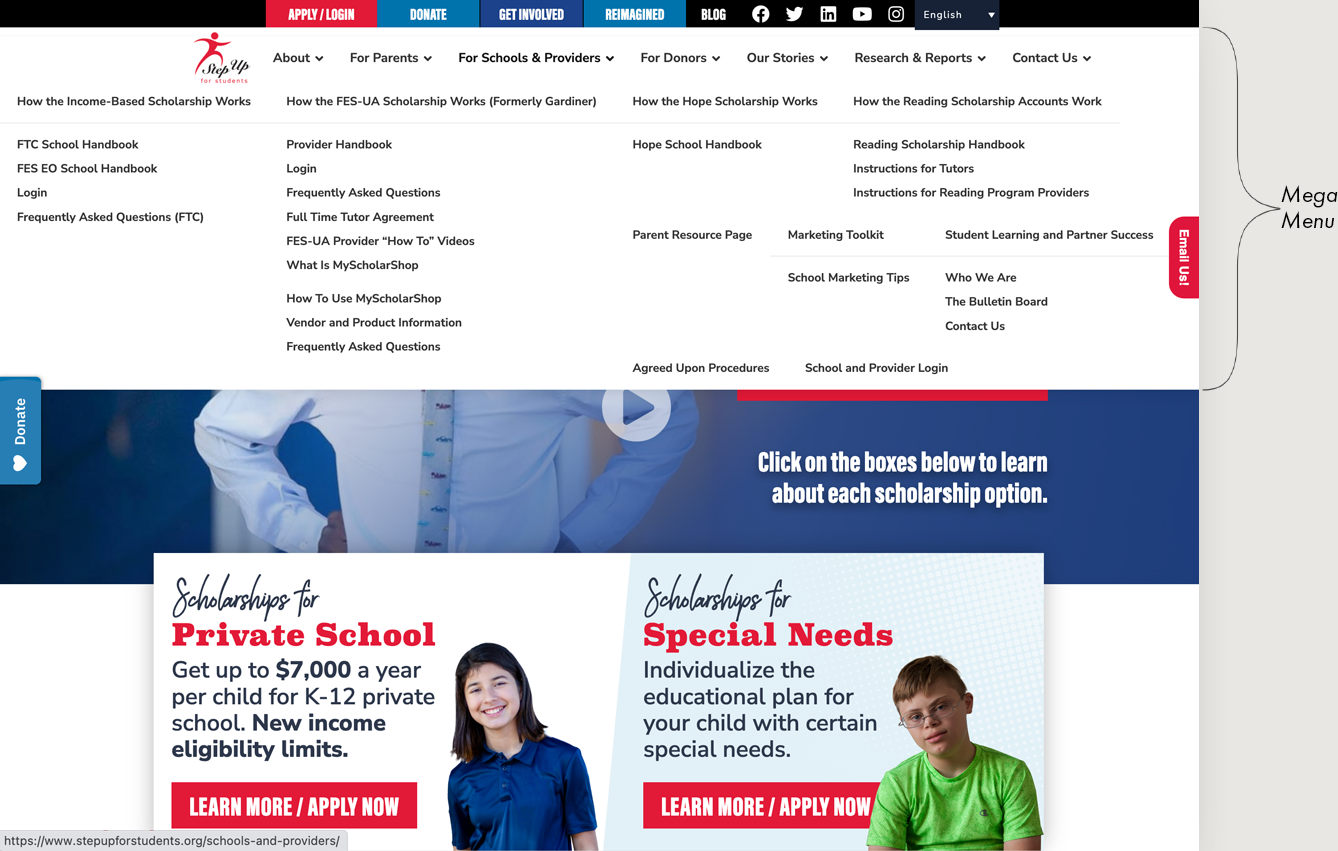 APPLY / LOGIN
DONATE
GET INVOLVED
REIMAGINED
BLOG
English
Step Up
for students
About
For Parents
For Schools & Providers
For Donors
Our Stories
Research & Reports
Contact Us
How the Income-Based Scholarship Works
FTC School Handbook
FES EO School Handbook
Login
Frequently Asked Questions (FTC)
How the FES-UA Scholarship Works (Formerly Gardiner)
Provider Handbook
Login
Frequently Asked Questions
Full Time Tutor Agreement
FES-UA Provider “How To” Videos
What Is MyScholarShop
How To Use MyScholarShop
Vendor and Product Information
Frequently Asked Questions
How the Hope Scholarship Works
Hope School Handbook
How the Reading Scholarship Accounts Work
Reading Scholarship Handbook
Instructions for Tutors
Instructions for Reading Program Providers
Parent Resource Page
Marketing Toolkit
School Marketing Tips
Student Learning and Partner Success
Who We Are
The Bulletin Board
Contact Us
Agreed Upon Procedures
School and Provider Login
Mega
Menu
Email Us!
Donate
Click on the boxes below to learn
about each scholarship option.
Scholarships for
Private School
Get up to $7,000 a year
per child for K-12 private
school. New income
eligibility limits.
LEARN MORE / APPLY NOW
Scholarships for
Special Needs
Individualize the
educational plan for
your child with certain
special needs.
LEARN MORE / APPLY NOW
https://www.stepupforstudents.org/schools-and-providers/